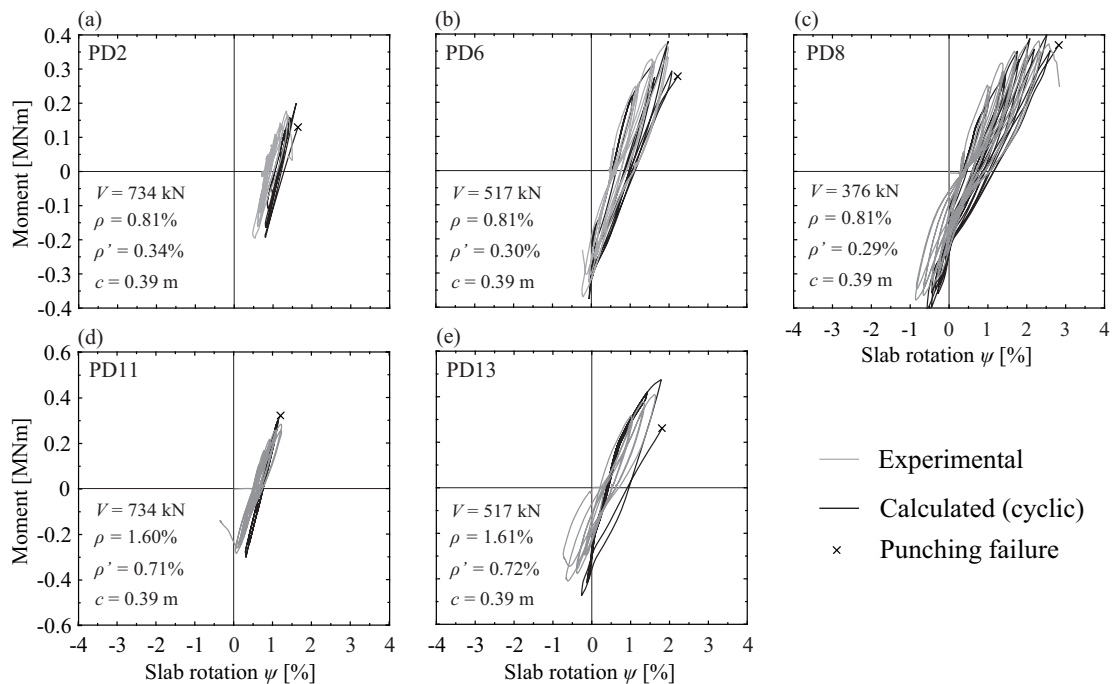 (a)
PD2
Moment [MNm]
0.4
0.3
0.2
0.1
0
-0.1
-0.2
-0.3
-0.4
V = 734 kN
ρ = 0.81%
ρ’ = 0.34%
c = 0.39 m
(b)
PD6
V = 517 kN
ρ = 0.81%
ρ’ = 0.30%
c = 0.39 m
(c)
PD8
V = 376 kN
ρ = 0.81%
ρ’ = 0.29%
c = 0.39 m
-4 -3 -2 -1 0 1 2 3 4
Slab rotation ψ [%]
(d)
PD11
Moment [MNm]
0.6
0.4
0.2
0
-0.2
-0.4
-0.6
V = 734 kN
ρ = 1.60%
ρ’ = 0.71%
c = 0.39 m
-4 -3 -2 -1 0 1 2 3 4
Slab rotation ψ [%]
(e)
PD13
V = 517 kN
ρ = 1.61%
ρ’ = 0.72%
c = 0.39 m
-4 -3 -2 -1 0 1 2 3 4
Slab rotation ψ [%]
Experimental
Calculated (cyclic)
× Punching failure